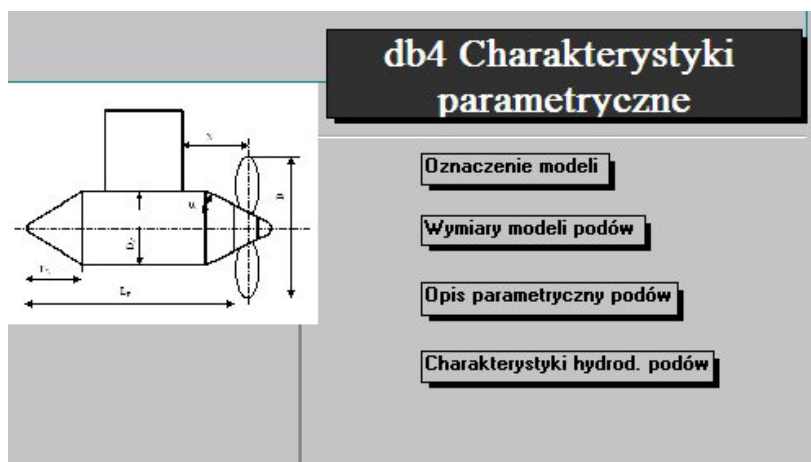 db4 Charakterystyki
parametryczne
Oznaczenie modeli
Wymiary modeli podów
Opis parametryczny podów
Charakterystyki hydrod. podów